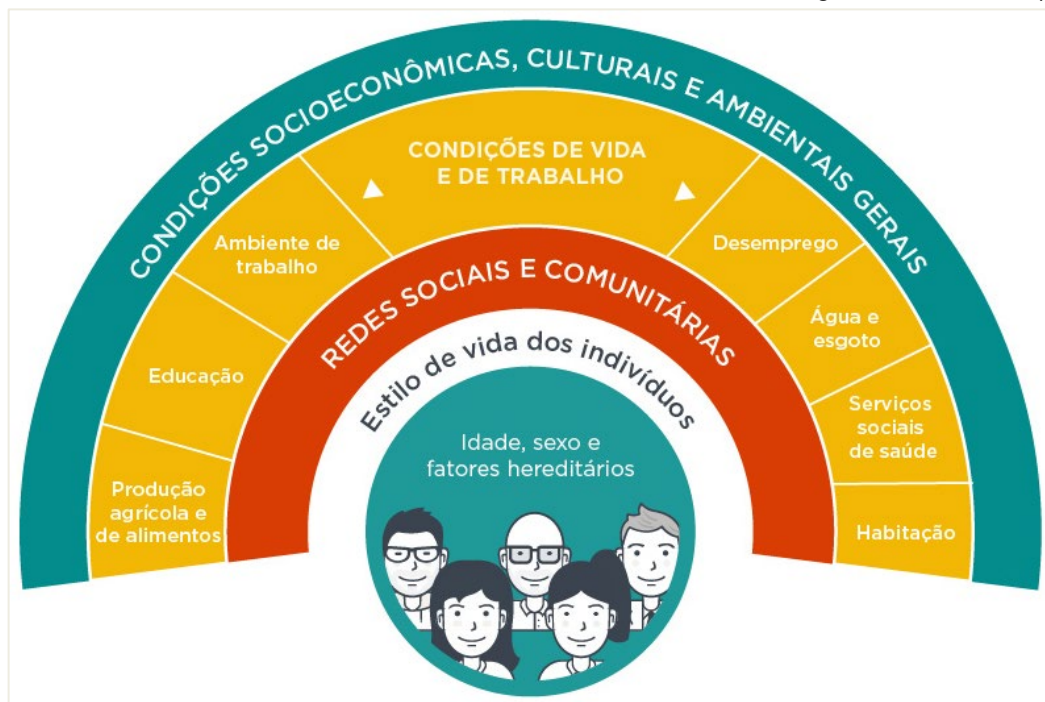 CONDIÇÕES SOCIOECONÔMICAS, CULTURAIS E AMBIENTAIS GERAIS
CONDIÇÕES DE VIDA
E DE TRABALHO
Ambiente de
trabalho
Educação
Produção
agrícola e
de alimentos
Desemprego
Água e
esgoto
Serviços
sociais
de saúde
Habitação
REDES SOCIAIS E COMUNITÁRIAS
Estilo de vida dos indivíduos
Idade, sexo e
fatores hereditários